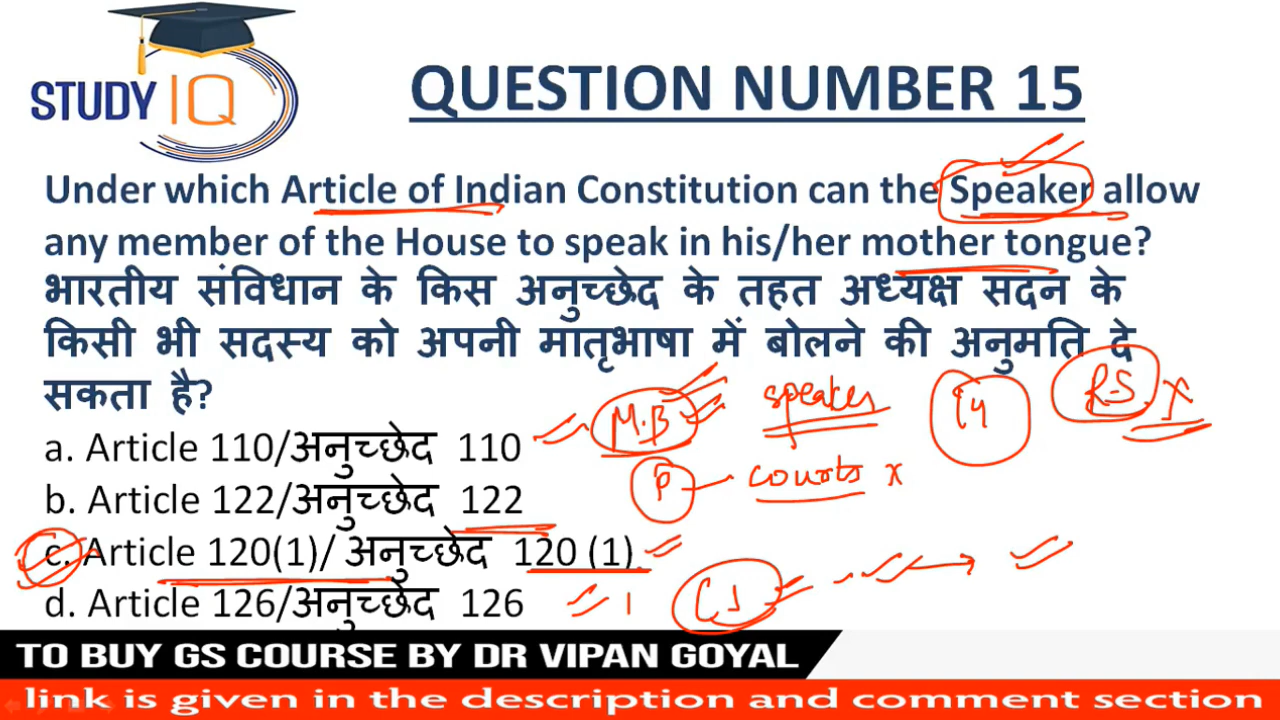 STUDY IQ
QUESTION NUMBER 15
Under which Article of Indian Constitution can the Speaker allow
any member of the House to speak in his/her mother tongue?
भारतीय संविधान के किस अनुच्छेद के तहत अध्यक्ष सदन के
किसी भी सदस्य को अपनी मातृभाषा में बोलने की अनुमति दे
सकता है?
M.B speaker 14 R.S x
a. Article 110/अनुच्छेद 110
P courts x
b. Article 122/अनुच्छेद 122
c. Article 120(1)/ अनुच्छेद 120 (1)
d. Article 126/अनुच्छेद 126
TO BUY GS COURSE BY DR VIPAN GOYAL
link is given in the description and comment section